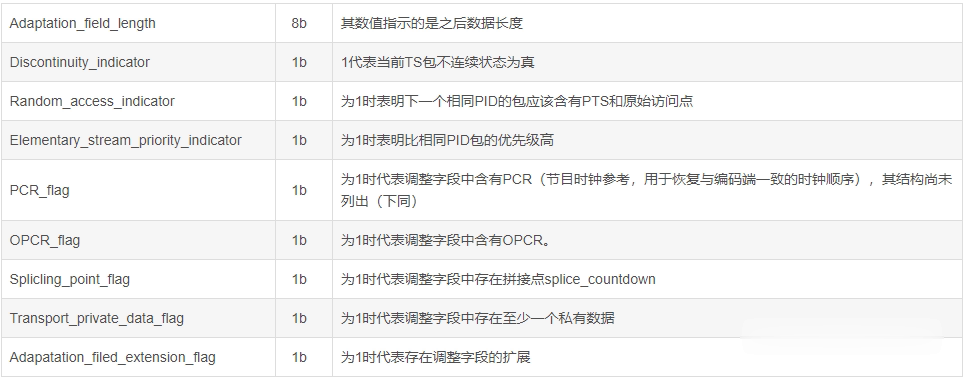 Adaptation_field_length 8b 其数值指示的是之后数据长度
Discontinuity_indicator 1b 1代表当前TS包不连续状态为真
Random_access_indicator 1b 为1时表明下一个相同PID的包应该含有PTS和原始访问点
Elementary_stream_priority_indicator 1b 为1时表明比相同PID包的优先级高
PCR_flag 1b 为1时代表调整字段中含有PCR（节目时钟参考，用于恢复与编码端一致的时钟顺序），其结构尚未
列出（下同）
OPCR_flag 1b 为1时代表调整字段中含有OPCR。
Splicling_point_flag 1b 为1时代表调整字段中存在拼接点splice_countdown
Transport_private_data_flag 1b 为1时代表调整字段中存在至少一个私有数据
Adapatation_filed_extension_flag 1b 为1时代表存在调整字段的扩展